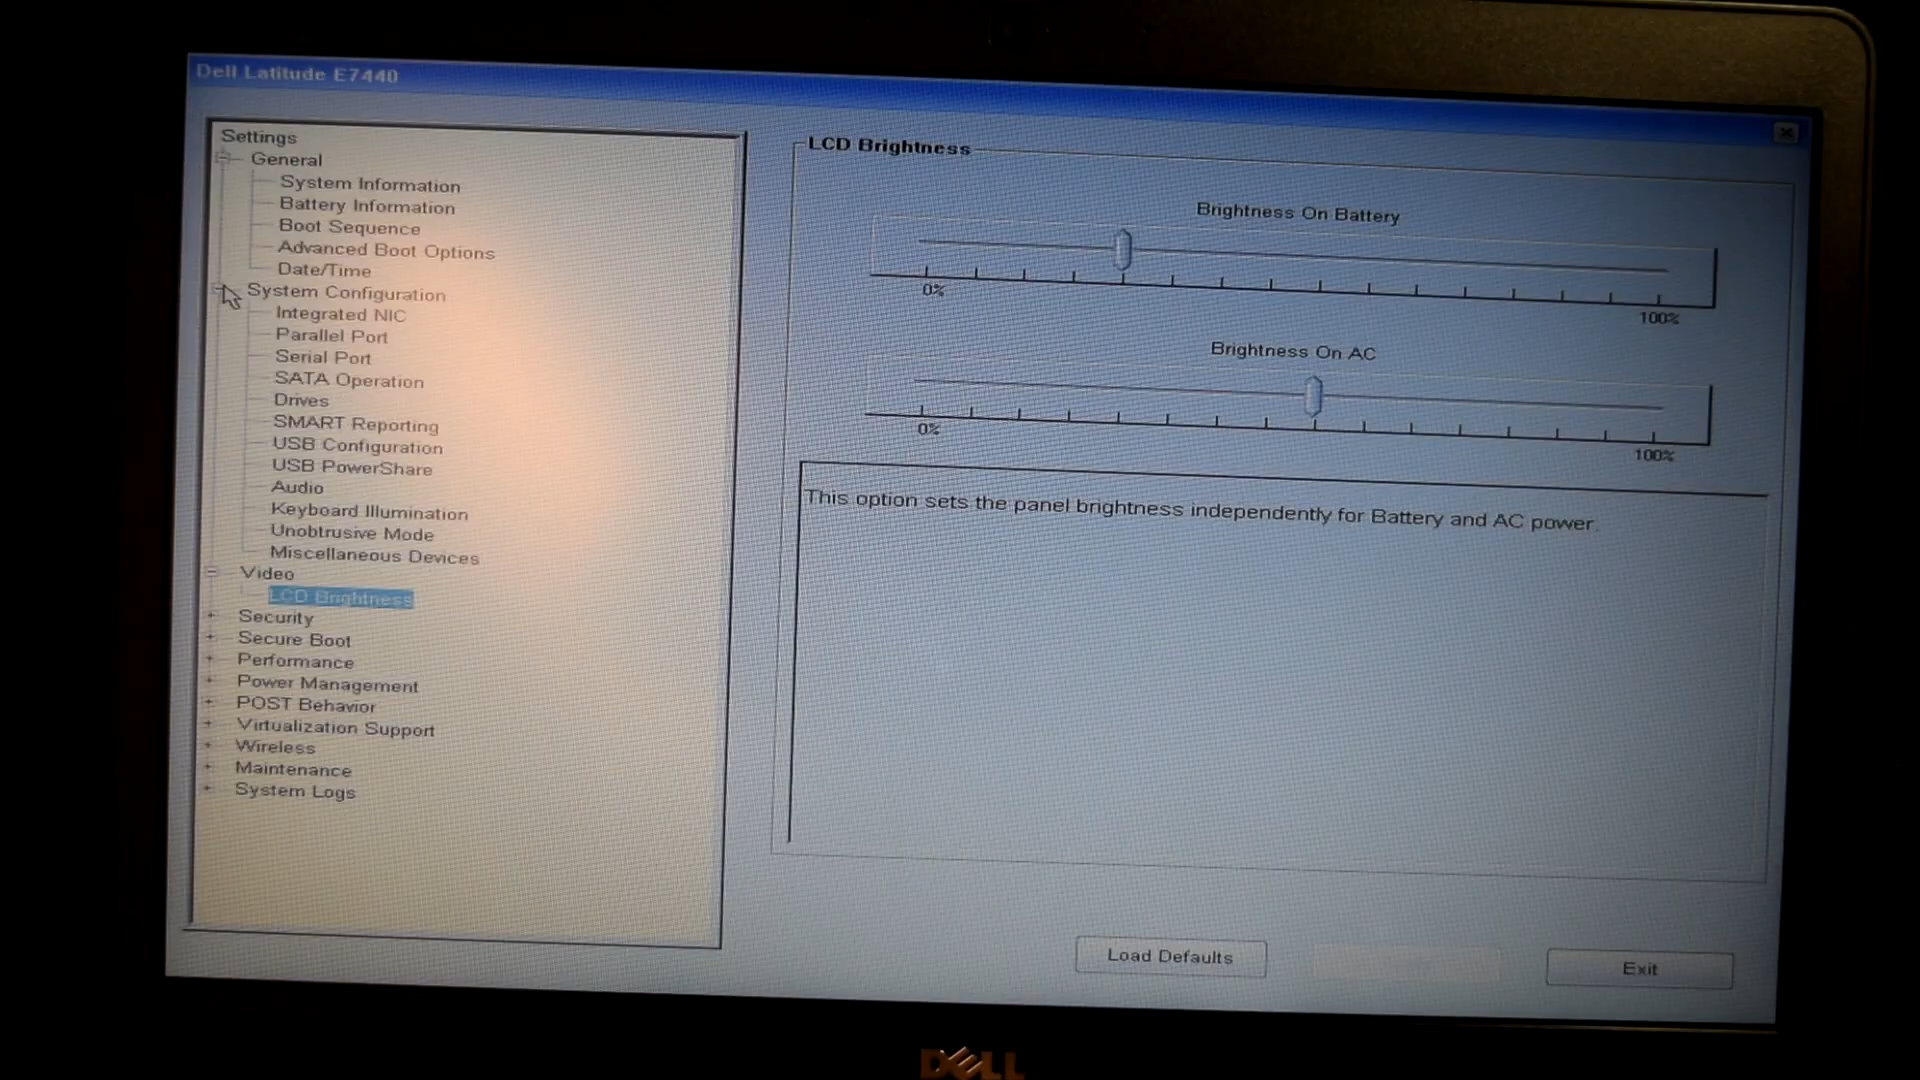 Dell Latitude E7440
Settings
General
System Information
Battery Information
Boot Sequence
Advanced Boot Options
Date/Time
System Configuration
Integrated NIC
Parallel Port
Serial Port
SATA Operation
Drives
SMART Reporting
USB Configuration
USB PowerShare
Audio
Keyboard Illumination
Unobtrusive Mode
Miscellaneous Devices
Video
LCD Brightness
Security
Secure Boot
Performance
Power Management
POST Behavior
Virtualization Support
Wireless
Maintenance
System Logs
LCD Brightness
Brightness On Battery
0%
100%
Brightness On AC
0%
100%
This option sets the panel brightness independently for Battery and AC power.
Load Defaults
Exit
DELL